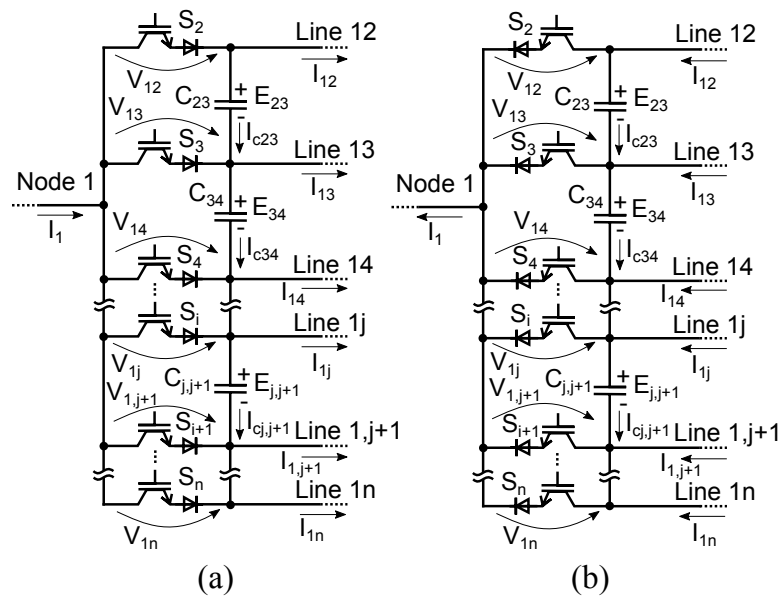 S2
Line 12
V12
I12
C23
+
E23
V13
-
Ic23
S3
Line 13
I13
Node 1
C34
+
E34
I1
V14
-
Ic34
S4
Line 14
I14
Si
Line 1j
V1j
I1j
Cj,j+1
+
Ej,j+1
V1,j+1
-
Icj,j+1
Si+1
Line 1,j+1
I1,j+1
Sn
Line 1n
V1n
I1n
(a)
S2
Line 12
V12
I12
C23
+
E23
V13
-
Ic23
S3
Line 13
I13
Node 1
C34
+
E34
I1
V14
-
Ic34
S4
Line 14
I14
Si
Line 1j
V1j
I1j
Cj,j+1
+
Ej,j+1
V1,j+1
-
Icj,j+1
Si+1
Line 1,j+1
I1,j+1
Sn
Line 1n
V1n
I1n
(b)